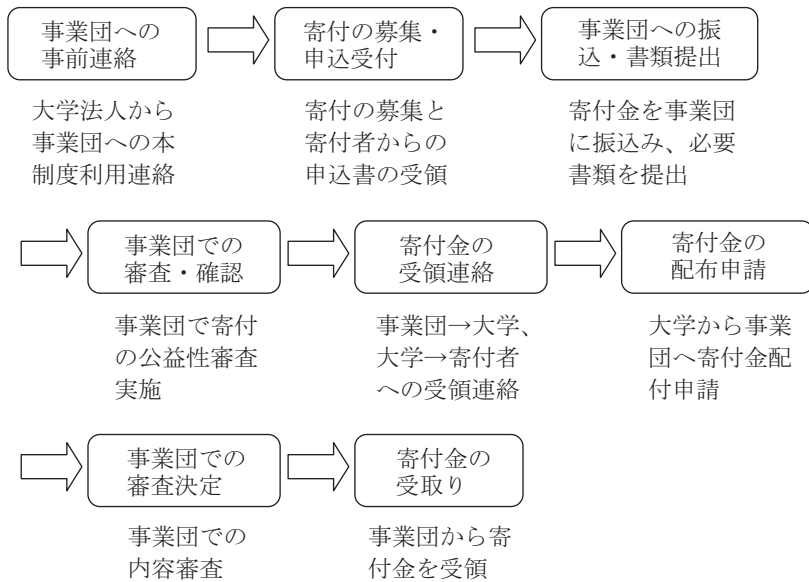 事業団への
事前連絡
寄付の募集・
申込受付
事業団への振
込・書類提出
大学法人から
事業団への本
制度利用連絡
寄付の募集と
寄付者からの
申込書の受領
寄付金を事業団
に振込み、必要
書類を提出
事業団での
審査・確認
寄付金の
受領連絡
寄付金の
配布申請
事業団で寄付
の公益性審査
実施
事業団→大学、
大学→寄付者
への受領連絡
大学から事業
団へ寄付金配
付申請
事業団での
審査決定
寄付金の
受取り
事業団での
内容審査
事業団から寄
付金を受領